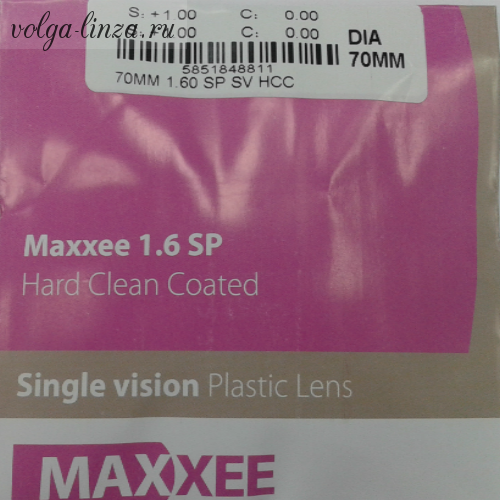 volga-linza.ru
S: +1.00 C: 0.00
.00 C: 0.00
DIA
70MM
5851848811
70MM 1.60 SP SV HCC
Maxxee 1.6 SP
Hard Clean Coated
Single vision Plastic Lens
MAXXEE